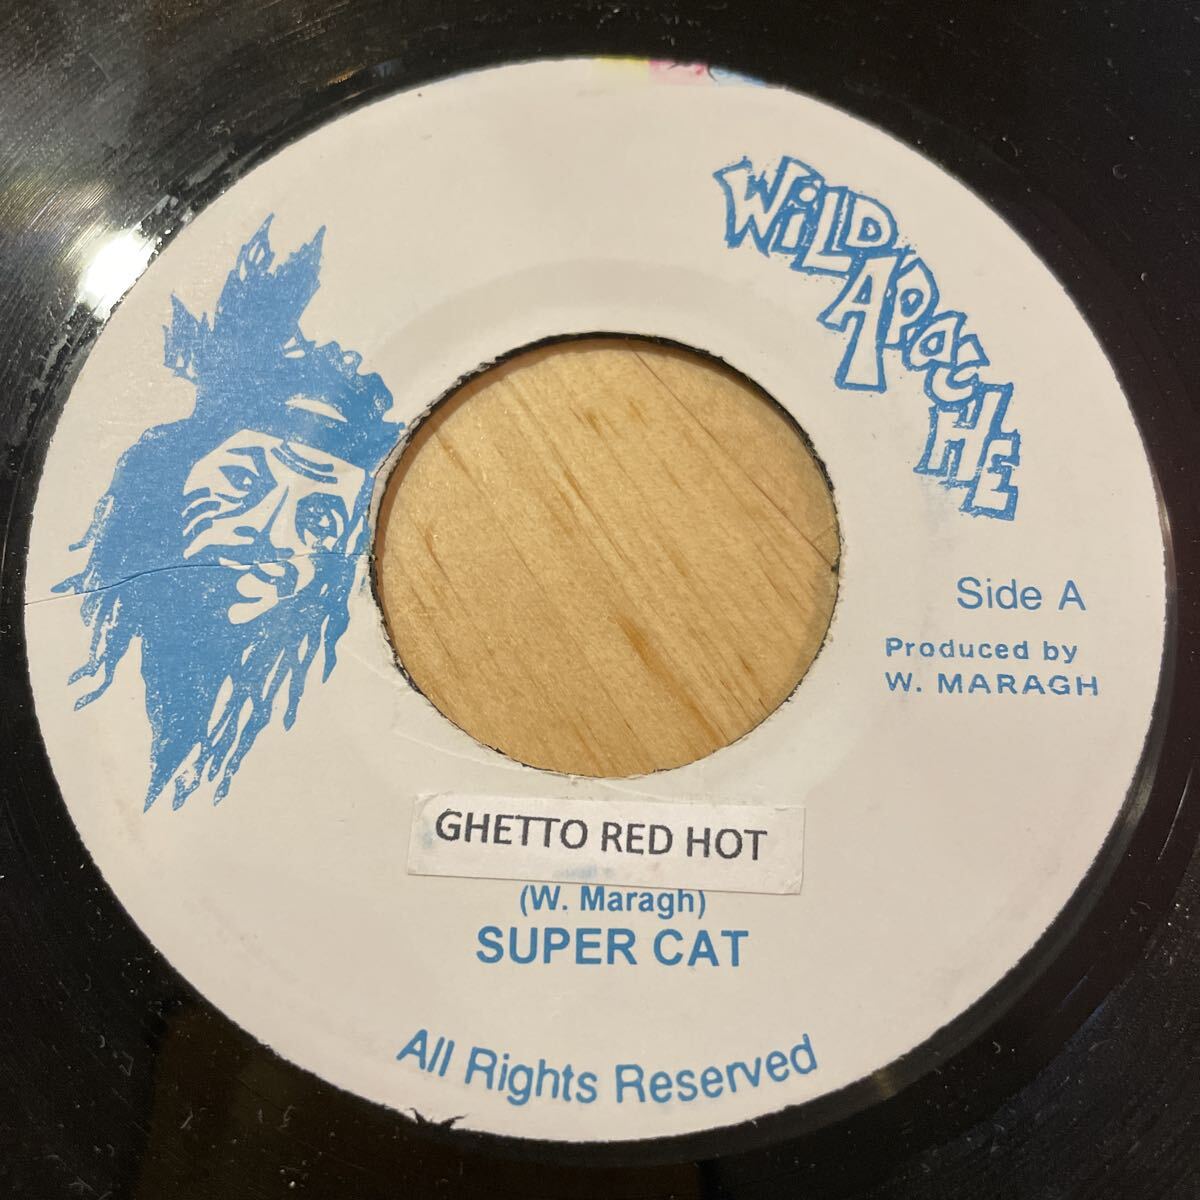 WiLD APACHE
Side A
Produced by
W. MARAGH
GHETTO RED HOT
(W. Maragh)
SUPER CAT
All Rights Reserved